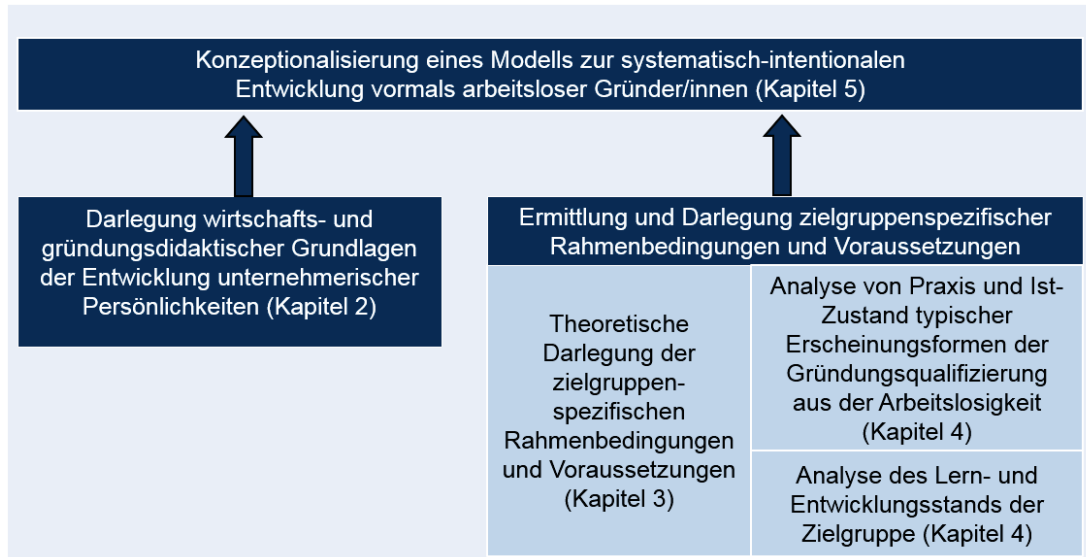 Konzeptionalisierung eines Modells zur systematisch-intentionalen
Entwicklung vormals arbeitsloser Gründer/innen (Kapitel 5)
Darlegung wirtschafts- und
gründungsdidaktischer Grundlagen
der Entwicklung unternehmerischer
Persönlichkeiten (Kapitel 2)
Ermittlung und Darlegung zielgruppenspezifischer
Rahmenbedingungen und Voraussetzungen
Theoretische
Darlegung der
zielgruppen-
spezifischen
Rahmenbedingungen
und Voraussetzungen
(Kapitel 3)
Analyse von Praxis und Ist-
Zustand typischer
Erscheinungsformen der
Gründungsqualifizierung
aus der Arbeitslosigkeit
(Kapitel 4)
Analyse des Lern- und
Entwicklungsstands der
Zielgruppe (Kapitel 4)